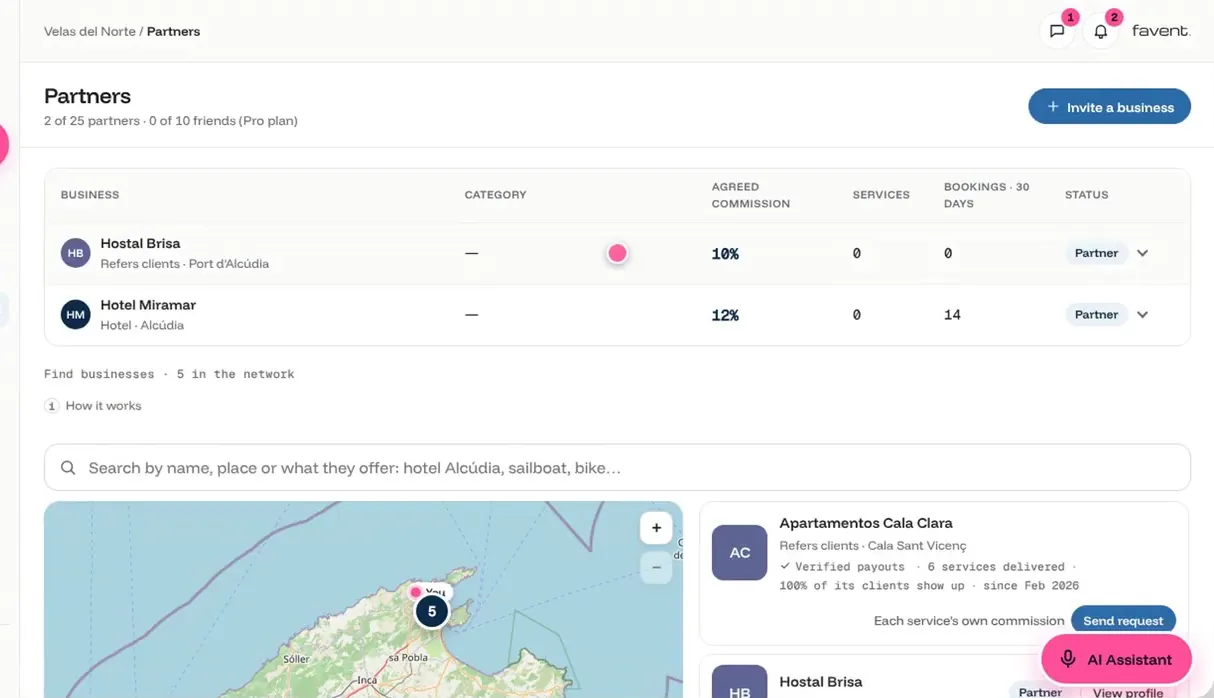 Velas del Norte / Partners
1
2
favent.
Partners
2 of 25 partners · 0 of 10 friends (Pro plan)
+ Invite a business
BUSINESS
CATEGORY
AGREED COMMISSION
SERVICES
BOOKINGS · 30 DAYS
STATUS
HB
Hostal Brisa
Refers clients · Port d'Alcúdia
—
10%
0
0
Partner
HM
Hotel Miramar
Hotel · Alcúdia
—
12%
0
14
Partner
Find businesses · 5 in the network
i How it works
Search by name, place or what they offer: hotel Alcúdia, sailboat, bike...
+
−
5
Sóller
sa Pobla
Inca
AC
Apartamentos Cala Clara
Refers clients · Cala Sant Vicenç
✓ Verified payouts · 6 services delivered ·
100% of its clients show up · since Feb 2026
Each service's own commission
Send request
AI Assistant
HB
Hostal Brisa
Partner
View profile